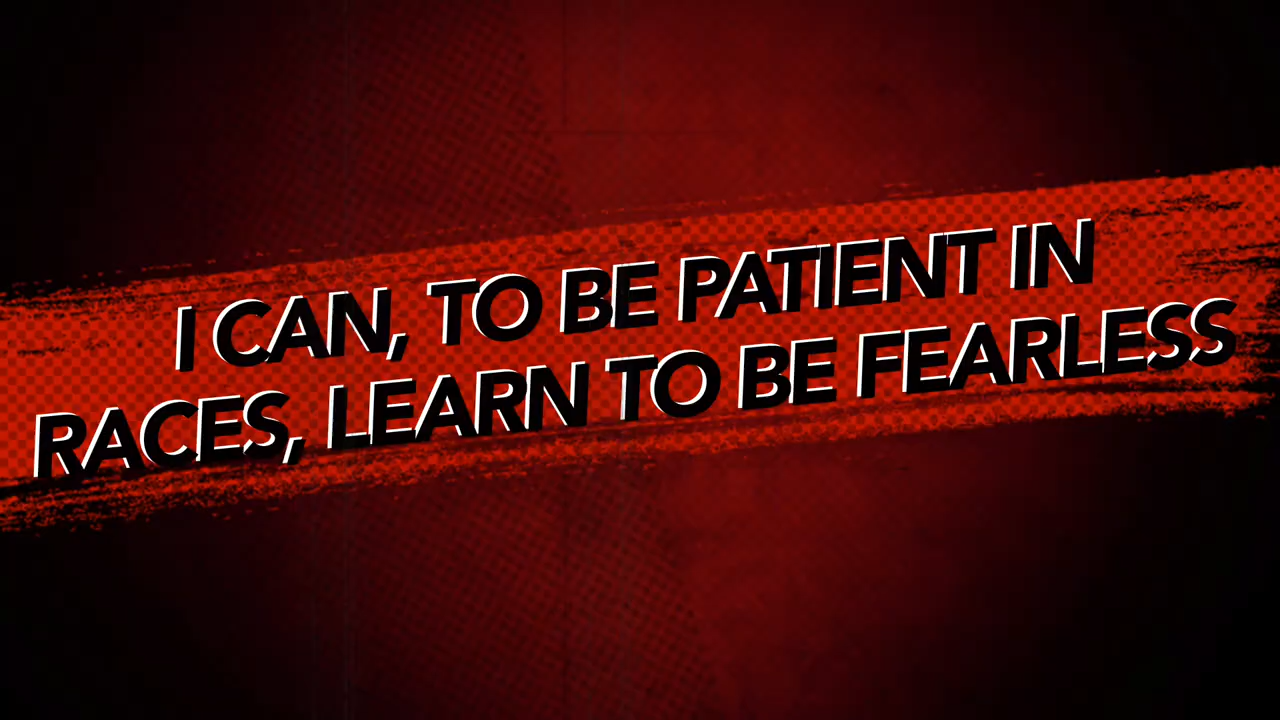 I CAN, TO BE PATIENT IN
RACES, LEARN TO BE FEARLESS